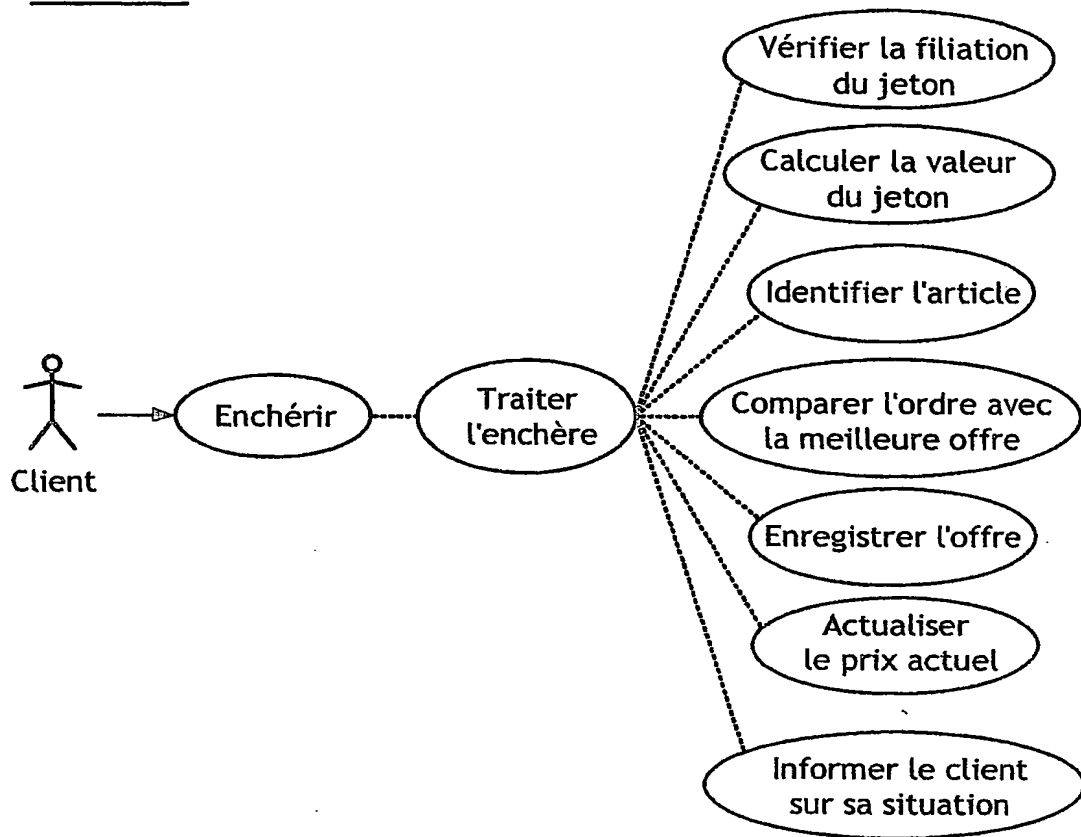 Vérifier la filiation
du jeton
Calculer la valeur
du jeton
Identifier l'article
Client
Enchérir
Traiter
l'enchère
Comparer l'ordre avec
la meilleure offre
Enregistrer l'offre
Actualiser
le prix actuel
Informer le client
sur sa situation